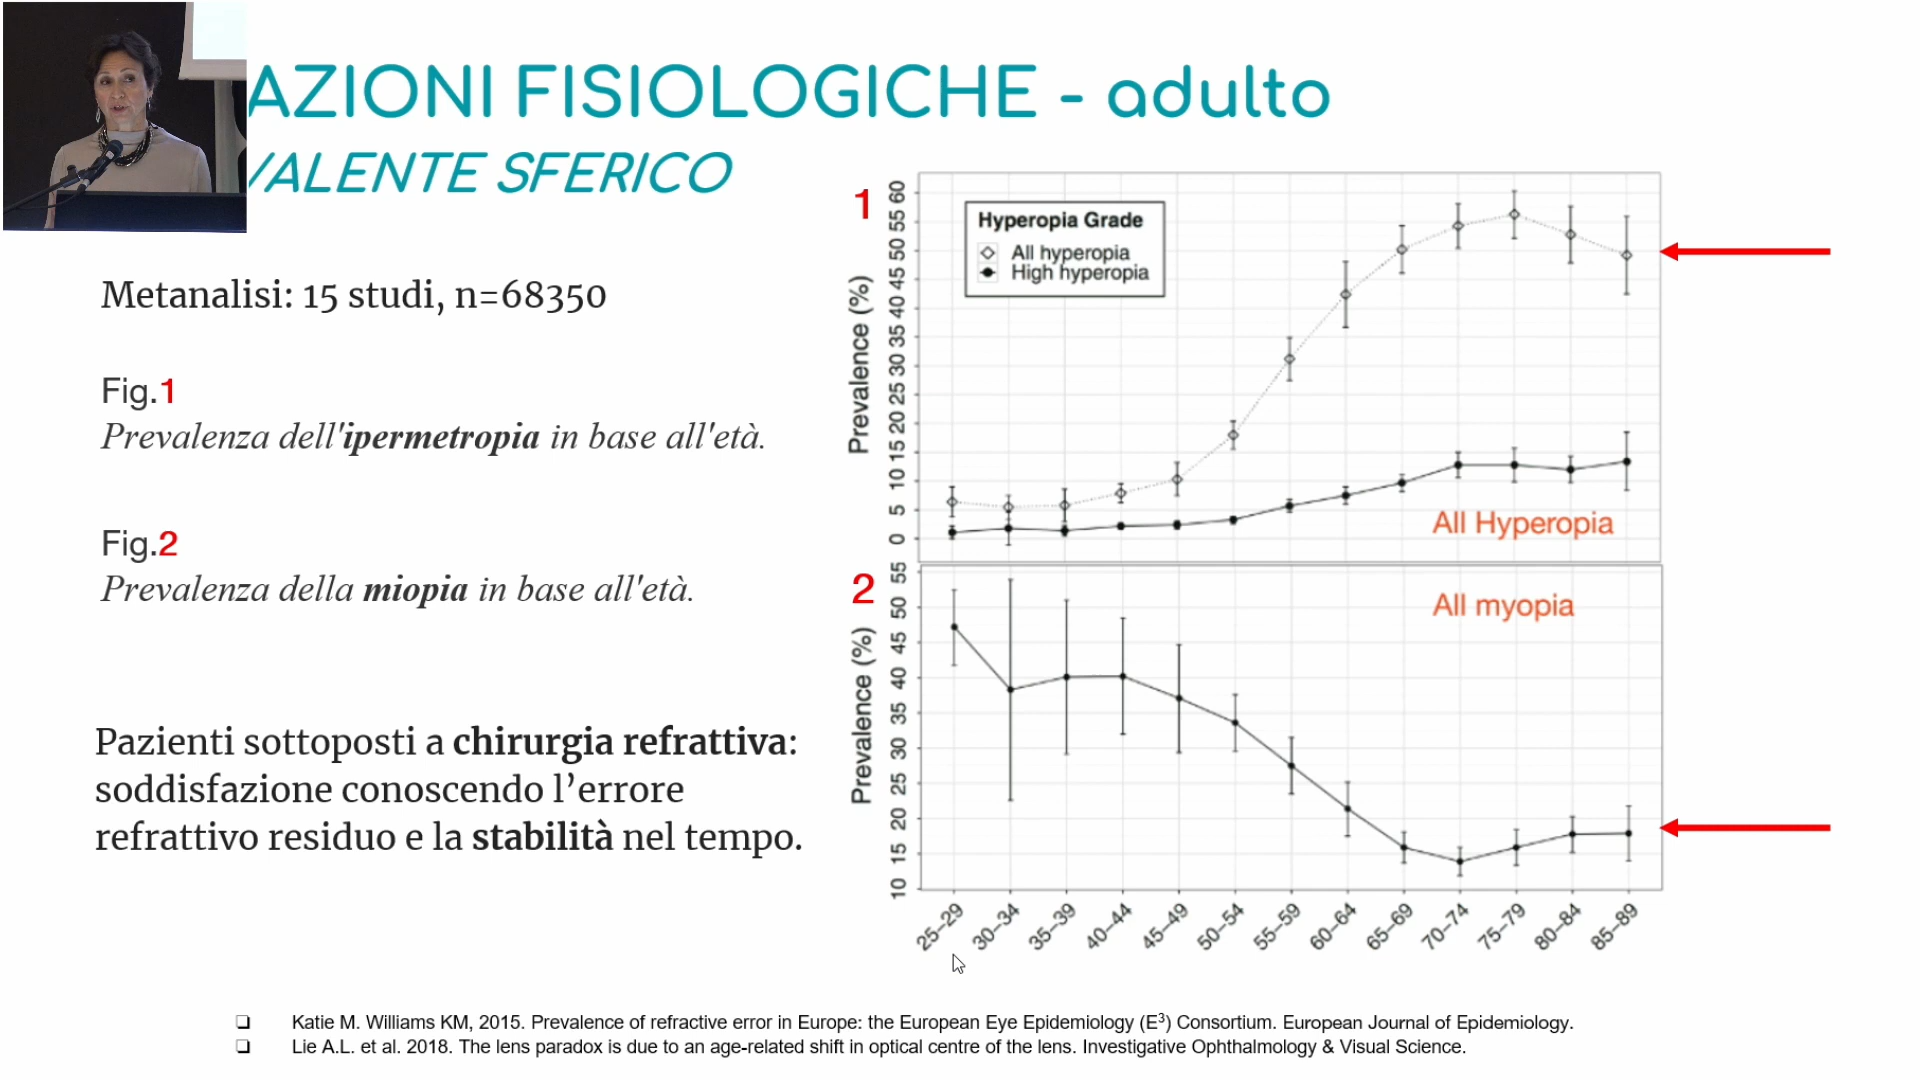 AZIONI FISIOLOGICHE - adulto
VALENTE SFERICO
Metanalisi: 15 studi, n=68350
Fig.1
Prevalenza dell'ipermetropia in base all'età.
Fig.2
Prevalenza della miopia in base all'età.
Pazienti sottoposti a chirurgia refrattiva:
soddisfazione conoscendo l’errore
refrattivo residuo e la stabilità nel tempo.
1
Prevalence (%)
60
55
50
45
40
35
30
25
20
15
10
5
0
Hyperopia Grade
All hyperopia
High hyperopia
All Hyperopia
2
Prevalence (%)
55
50
45
40
35
30
25
20
15
10
All myopia
25–29 30–34 35–39 40–44 45–49 50–54 55–59 60–64 65–69 70–74 75–79 80–84 85–89
Katie M. Williams KM, 2015. Prevalence of refractive error in Europe: the European Eye Epidemiology (E³) Consortium. European Journal of Epidemiology.
Lie A.L. et al. 2018. The lens paradox is due to an age-related shift in optical centre of the lens. Investigative Ophthalmology & Visual Science.